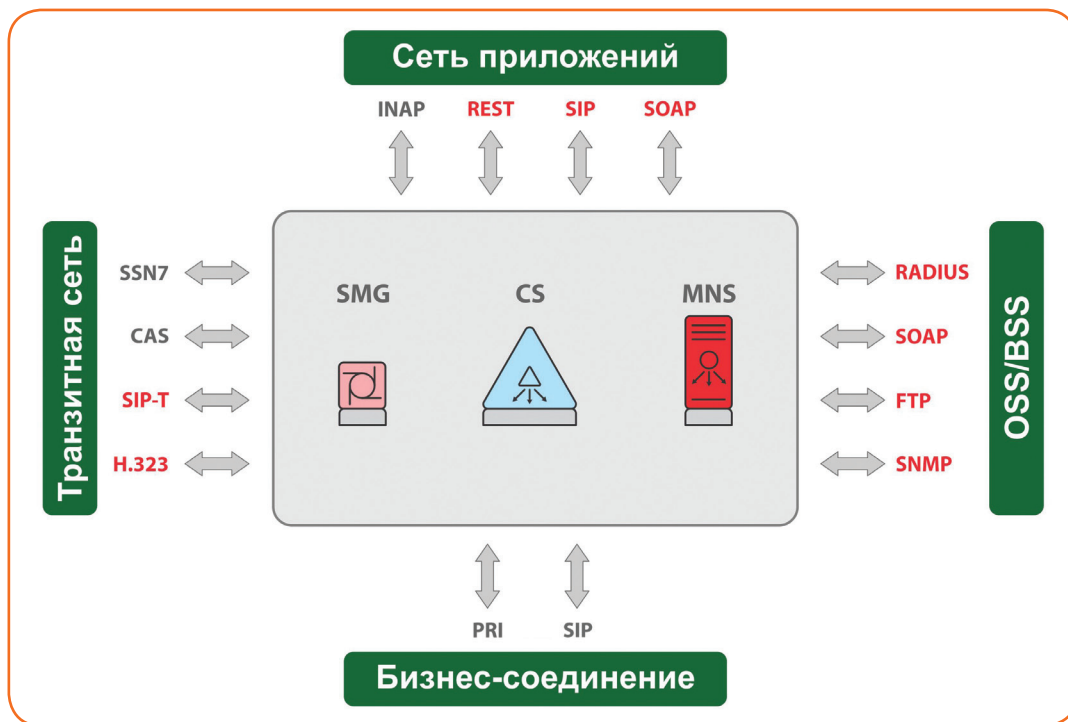 Сеть приложений
INAP REST SIP SOAP
Транзитная сеть
SSN7
CAS
SIP-T
H.323
SMG CS MNS
RADIUS
SOAP
FTP
SNMP
OSS/BSS
PRI SIP
Бизнес-соединение